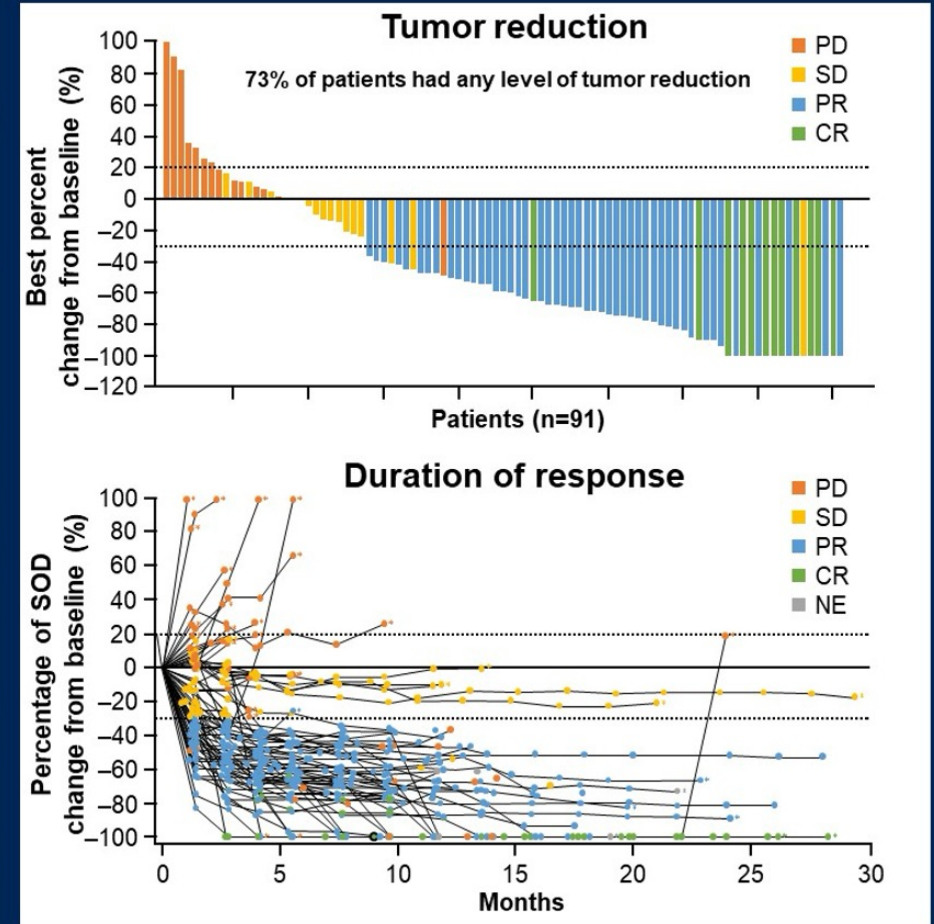 Tumor reduction
73% of patients had any level of tumor reduction
PD
SD
PR
CR
Best percent
change from baseline (%)
100
80
60
40
20
0
–20
–40
–60
–80
–100
–120
Patients (n=91)
Duration of response
PD
SD
PR
CR
NE
Percentage of SOD
change from baseline (%)
100
80
60
40
20
0
–20
–40
–60
–80
–100
0 5 10 15 20 25 30
Months